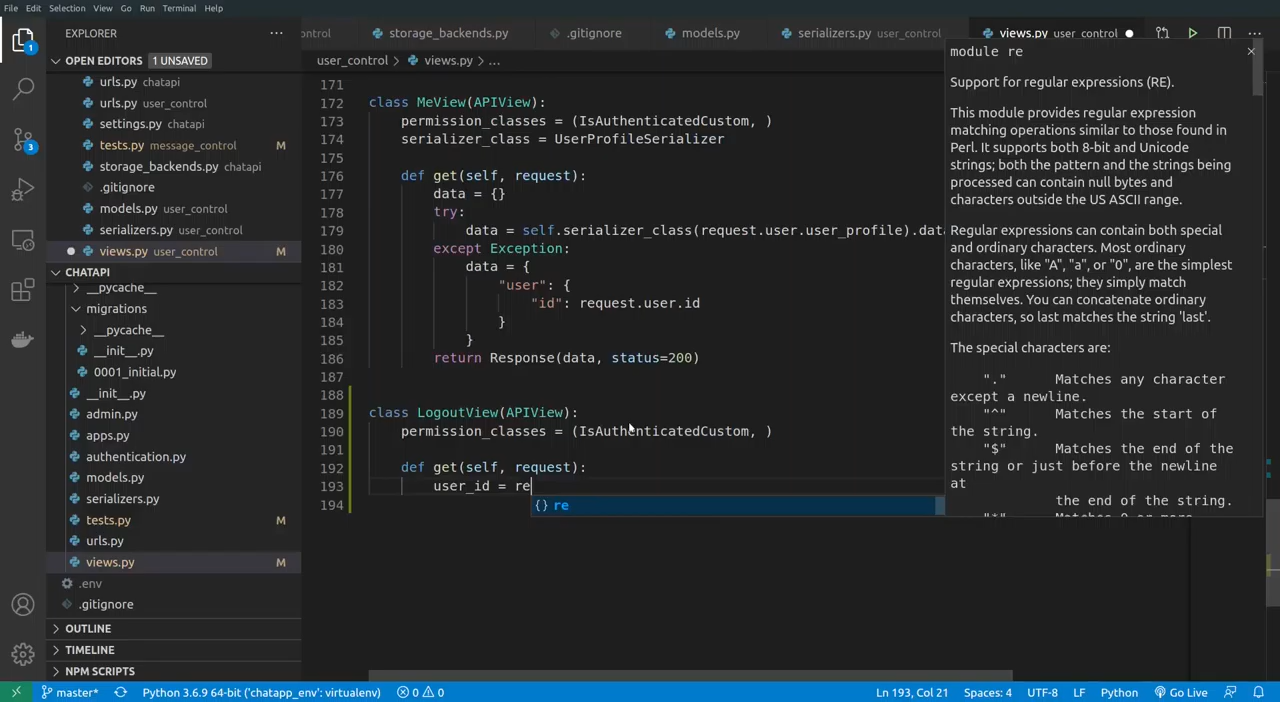 File Edit Selection View Go Run Terminal Help
EXPLORER
OPEN EDITORS 1 UNSAVED
urls.py chatapi
urls.py user_control
settings.py chatapi
tests.py message_control M
storage_backends.py chatapi
.gitignore
models.py user_control
serializers.py user_control
views.py user_control M
CHATAPI
__pycache__
migrations
__pycache__
__init__.py
0001_initial.py
__init__.py
admin.py
apps.py
authentication.py
models.py
serializers.py
tests.py M
urls.py
views.py M
.env
.gitignore
OUTLINE
TIMELINE
NPM SCRIPTS
1
3
ontrol storage_backends.py chatapi .gitignore models.py user_control serializers.py user_control views.py user_control
user_control > views.py > ...
171
172 class MeView(APIView):
173 permission_classes = (IsAuthenticatedCustom, )
174 serializer_class = UserProfileSerializer
175
176 def get(self, request):
177 data = {}
178 try:
179 data = self.serializer_class(request.user.user_profile).data
180 except Exception:
181 data = {
182 "user": {
183 "id": request.user.id
184 }
185 }
186 return Response(data, status=200)
187
188
189 class LogoutView(APIView):
190 permission_classes = (IsAuthenticatedCustom, )
191
192 def get(self, request):
193 user_id = re
194
{} re
module re
Support for regular expressions (RE).
This module provides regular expression
matching operations similar to those found in
Perl. It supports both 8-bit and Unicode
strings; both the pattern and the strings being
processed can contain null bytes and
characters outside the US ASCII range.
Regular expressions can contain both special
and ordinary characters. Most ordinary
characters, like "A", "a", or "0", are the simplest
regular expressions; they simply match
themselves. You can concatenate ordinary
characters, so last matches the string 'last'.
The special characters are:
"." Matches any character
except a newline.
"^" Matches the start of
the string.
"$" Matches the end of the
string or just before the newline
at
the end of the string.
master* Python 3.6.9 64-bit ('chatapp_env': virtualenv) 0 0 Ln 193, Col 21 Spaces: 4 UTF-8 LF Python Go Live